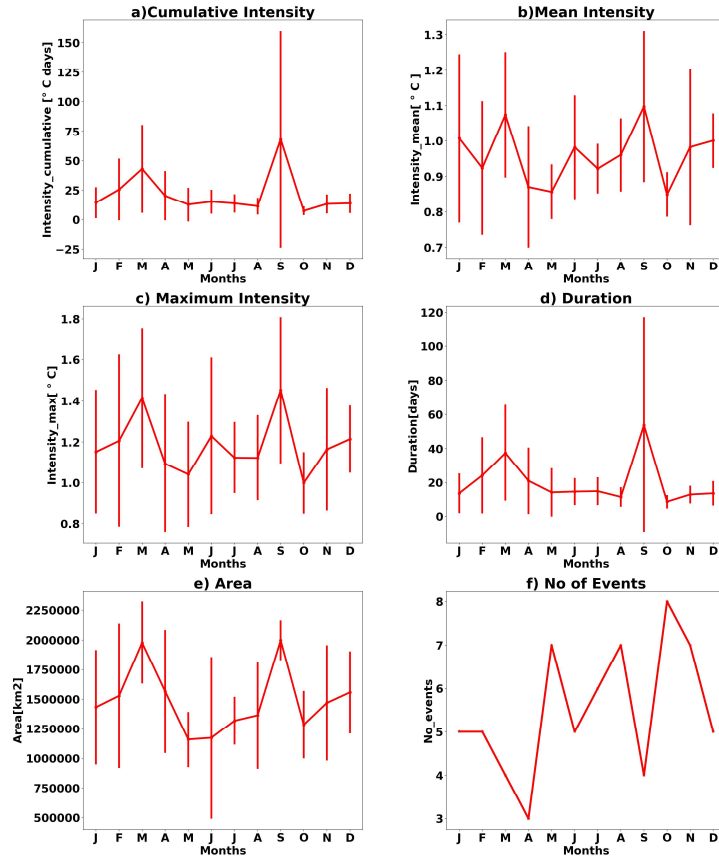 a)Cumulative Intensity
Intensity_cumulative [° C days]
150
125
100
75
50
25
0
−25
J F M A M J J A S O N D
Months
b)Mean Intensity
Intensity_mean[ ° C ]
1.3
1.2
1.1
1.0
0.9
0.8
0.7
J F M A M J J A S O N D
Months
c) Maximum Intensity
Intensity_max[ ° C]
1.8
1.6
1.4
1.2
1.0
0.8
J F M A M J J A S O N D
Months
d) Duration
Duration[days]
120
100
80
60
40
20
0
J F M A M J J A S O N D
Months
e) Area
Area[km2]
2250000
2000000
1750000
1500000
1250000
1000000
750000
500000
J F M A M J J A S O N D
Months
f) No of Events
No_events
8
7
6
5
4
3
J F M A M J J A S O N D
Months